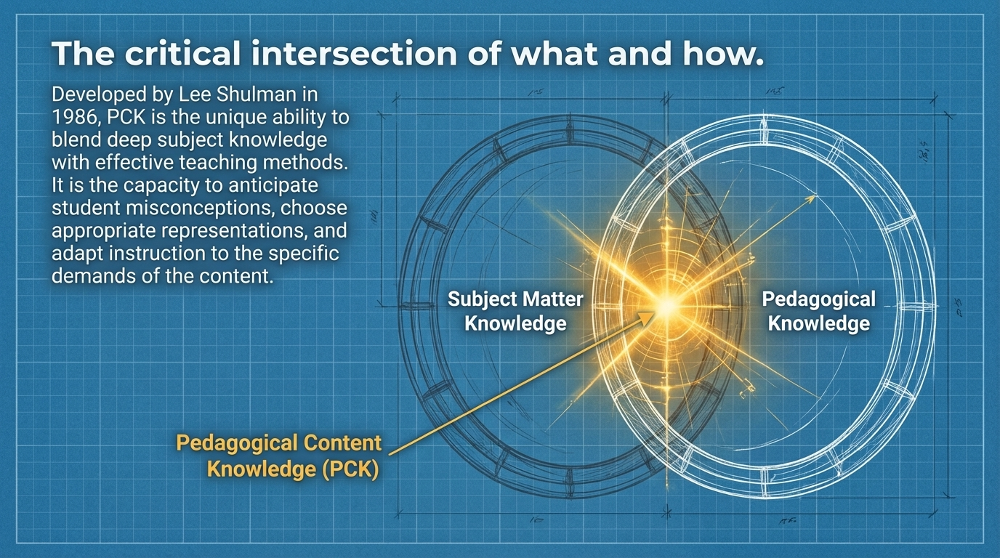 The critical intersection of what and how.
Developed by Lee Shulman in
1986, PCK is the unique ability to
blend deep subject knowledge
with effective teaching methods.
It is the capacity to anticipate
student misconceptions, choose
appropriate representations, and
adapt instruction to the specific
demands of the content.
Subject Matter
Knowledge
Pedagogical
Knowledge
Pedagogical Content
Knowledge (PCK)